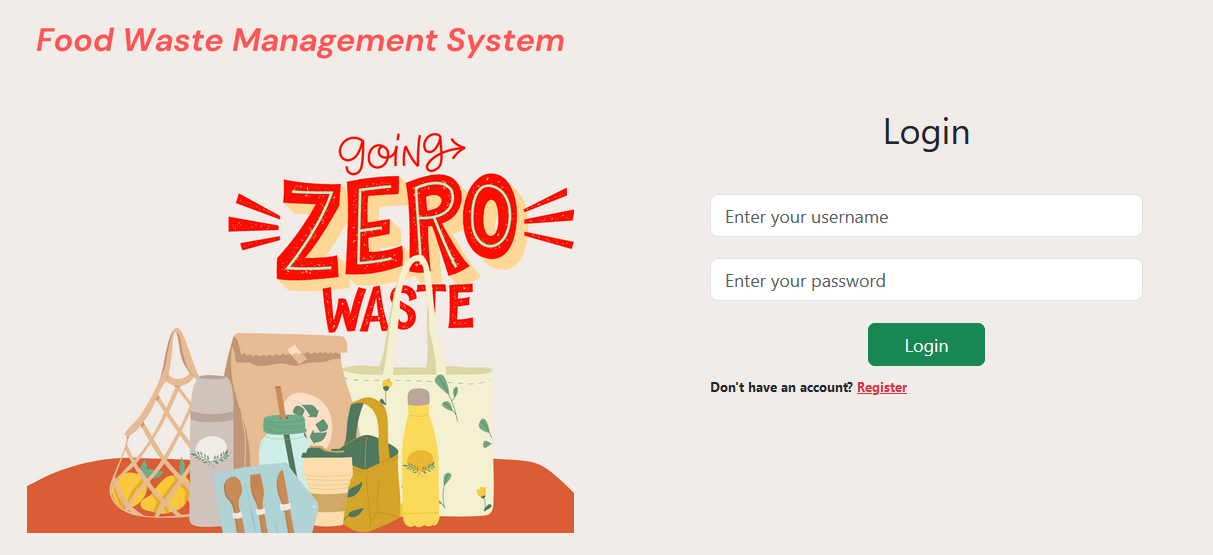 Food Waste Management System
going
ZERO
WASTE
Login
Enter your username
Enter your password
Login
Don't have an account? Register